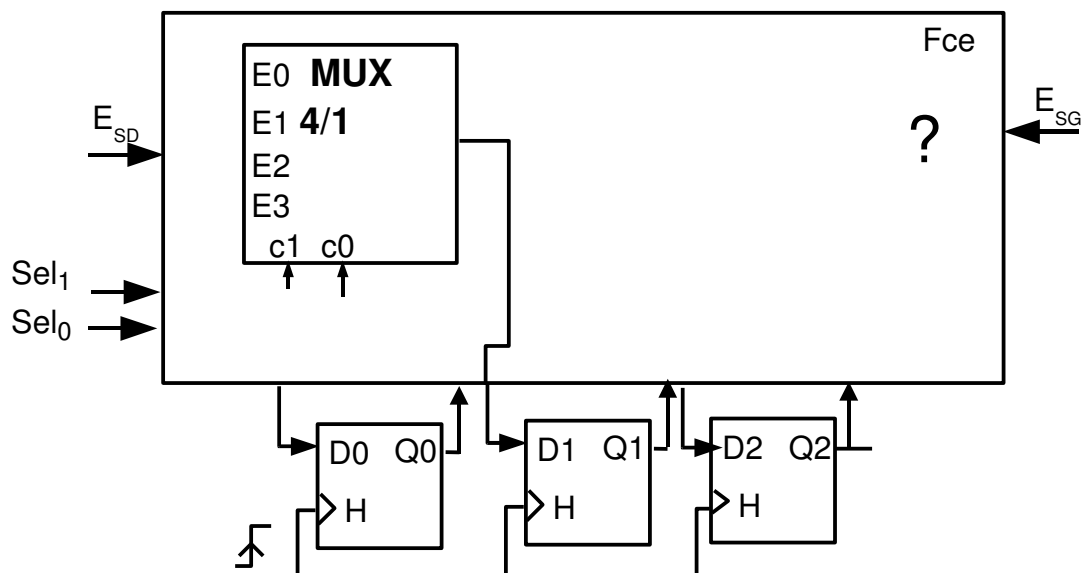 Fce
E0 MUX
E1 4/1
E2
E3
c1 c0
E_SD
E_SG
?
Sel₁
Sel₀
D0 Q0
H
D1 Q1
H
D2 Q2
H